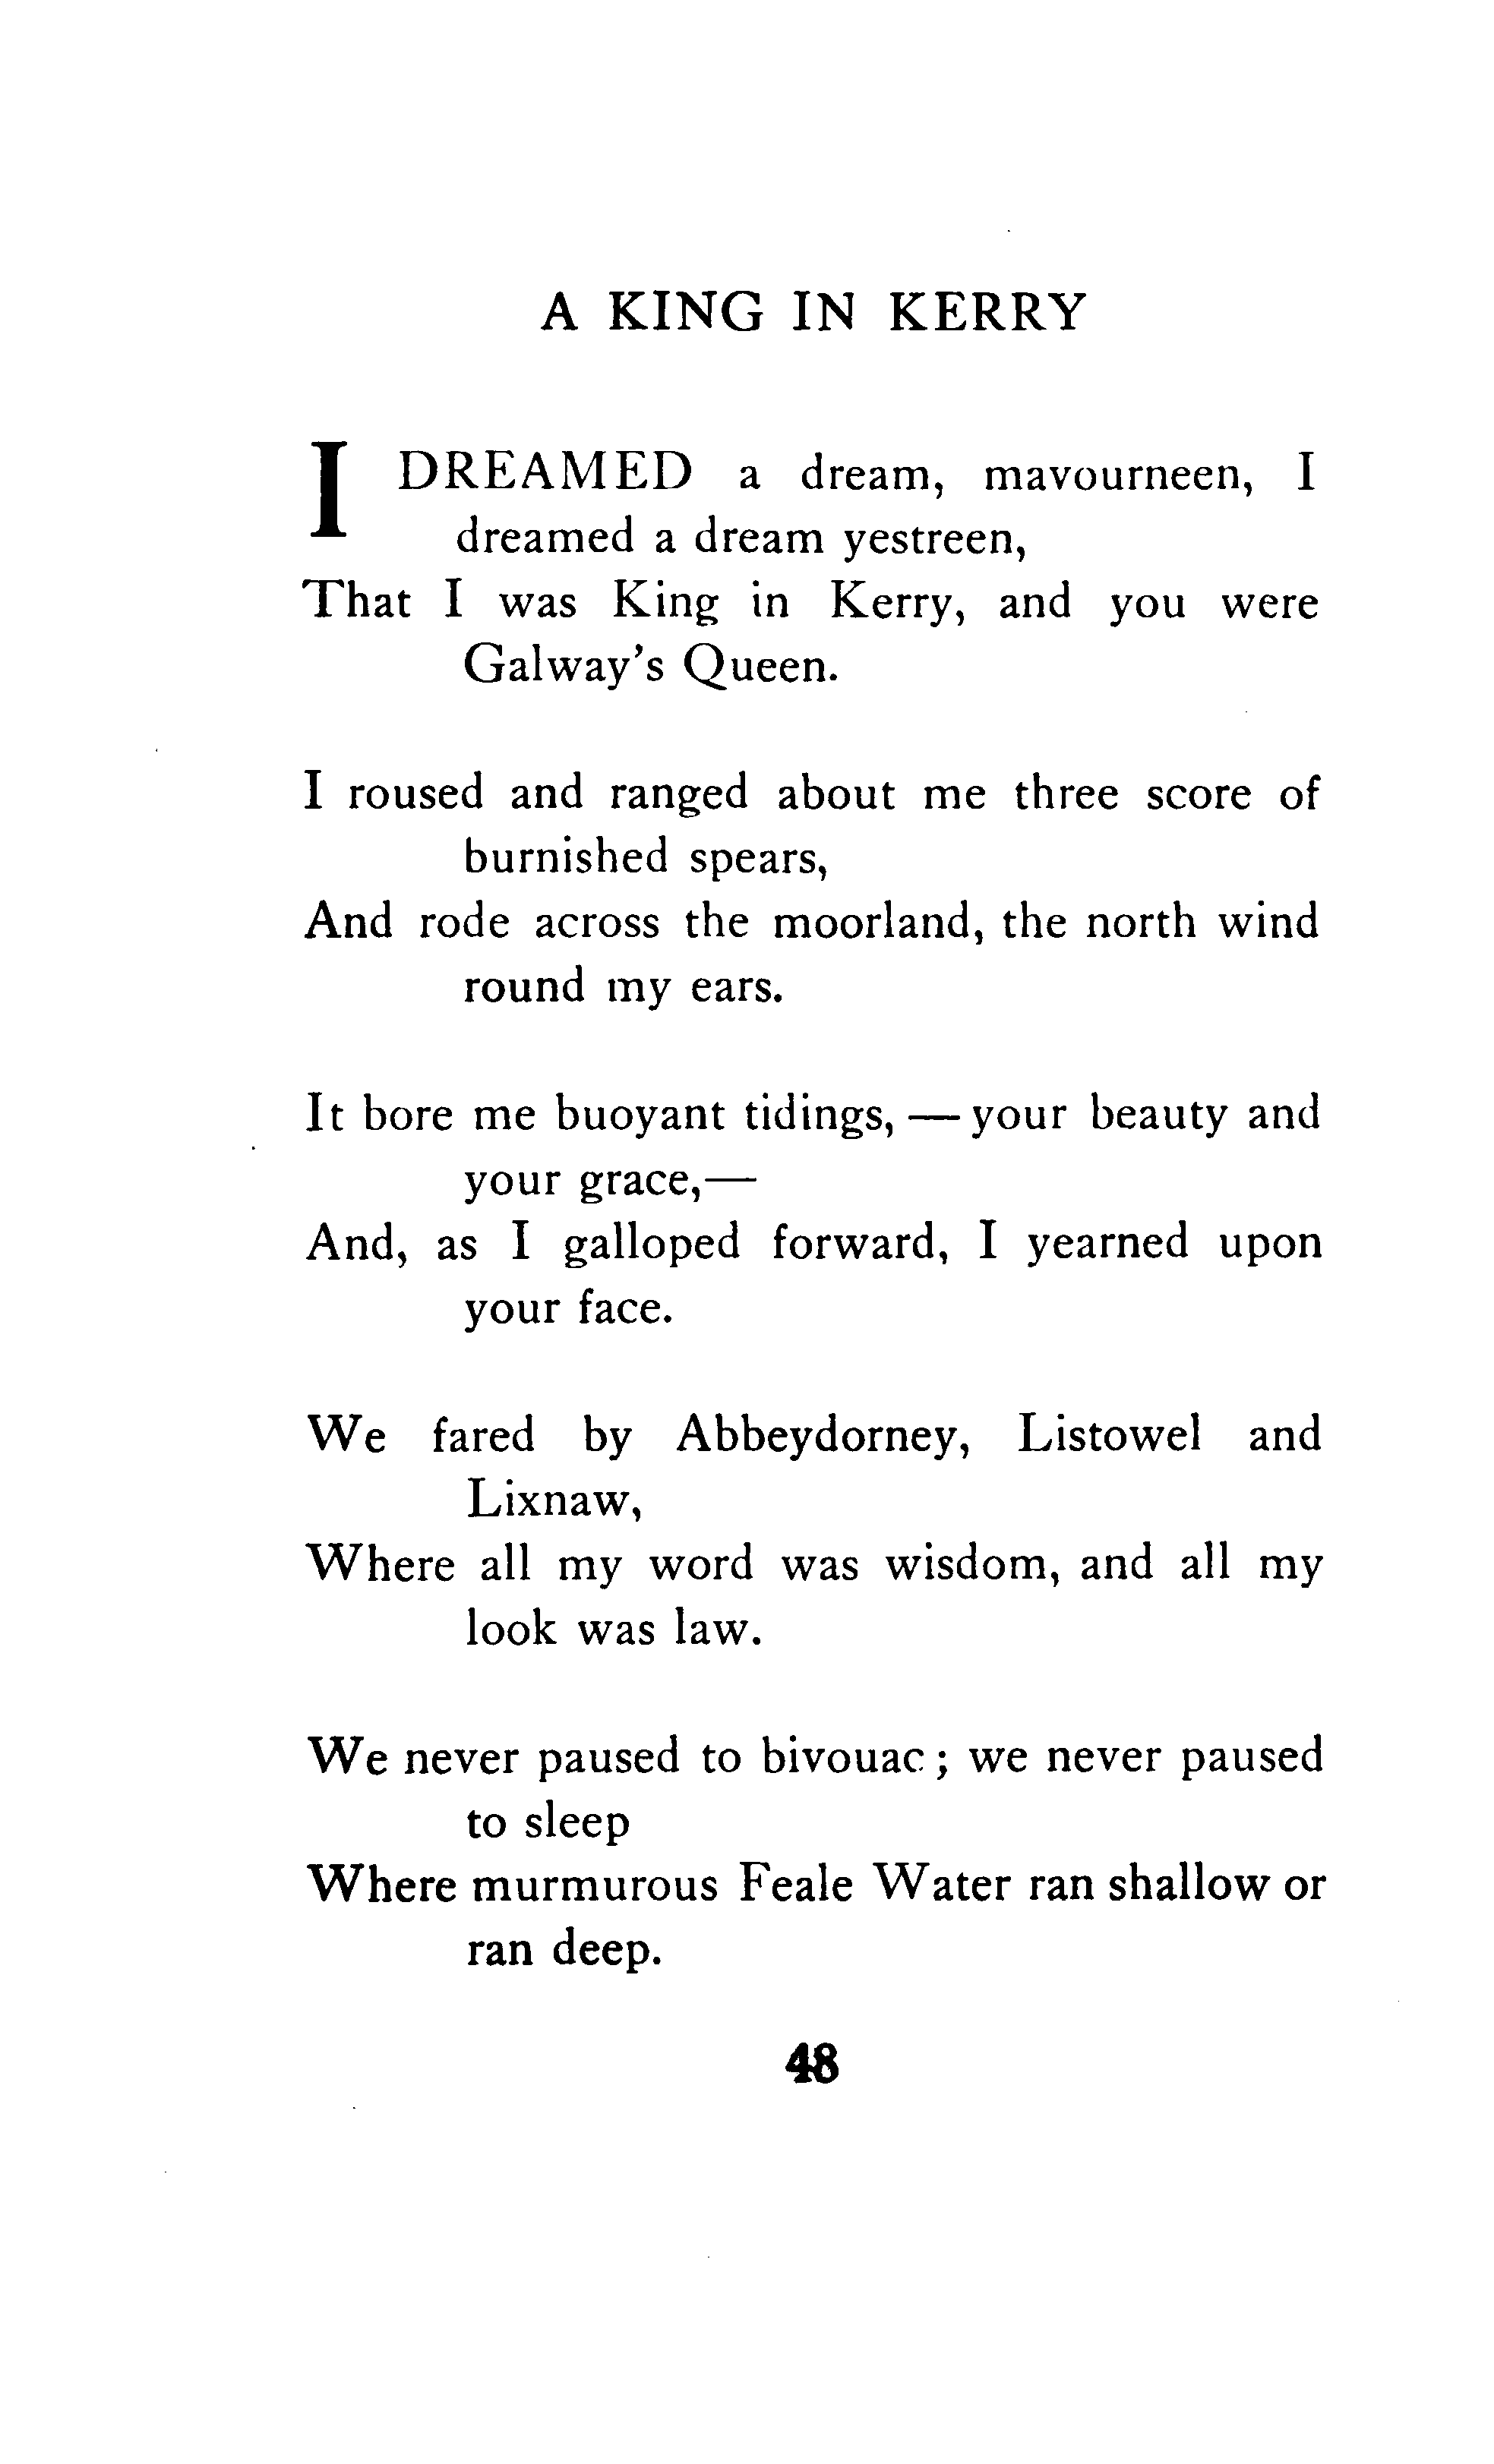 A KING IN KERRY
I DREAMED a dream, mavourneen, I
dreamed a dream yestreen,
That I was King in Kerry, and you were
Galway's Queen.
I roused and ranged about me three score of
burnished spears,
And rode across the moorland, the north wind
round my ears.
It bore me buoyant tidings, — your beauty and
your grace,—
And, as I galloped forward, I yearned upon
your face.
We fared by Abbeydorney, Listowel and
Lixnaw,
Where all my word was wisdom, and all my
look was law.
We never paused to bivouac; we never paused
to sleep
Where murmurous Feale Water ran shallow or
ran deep.
48